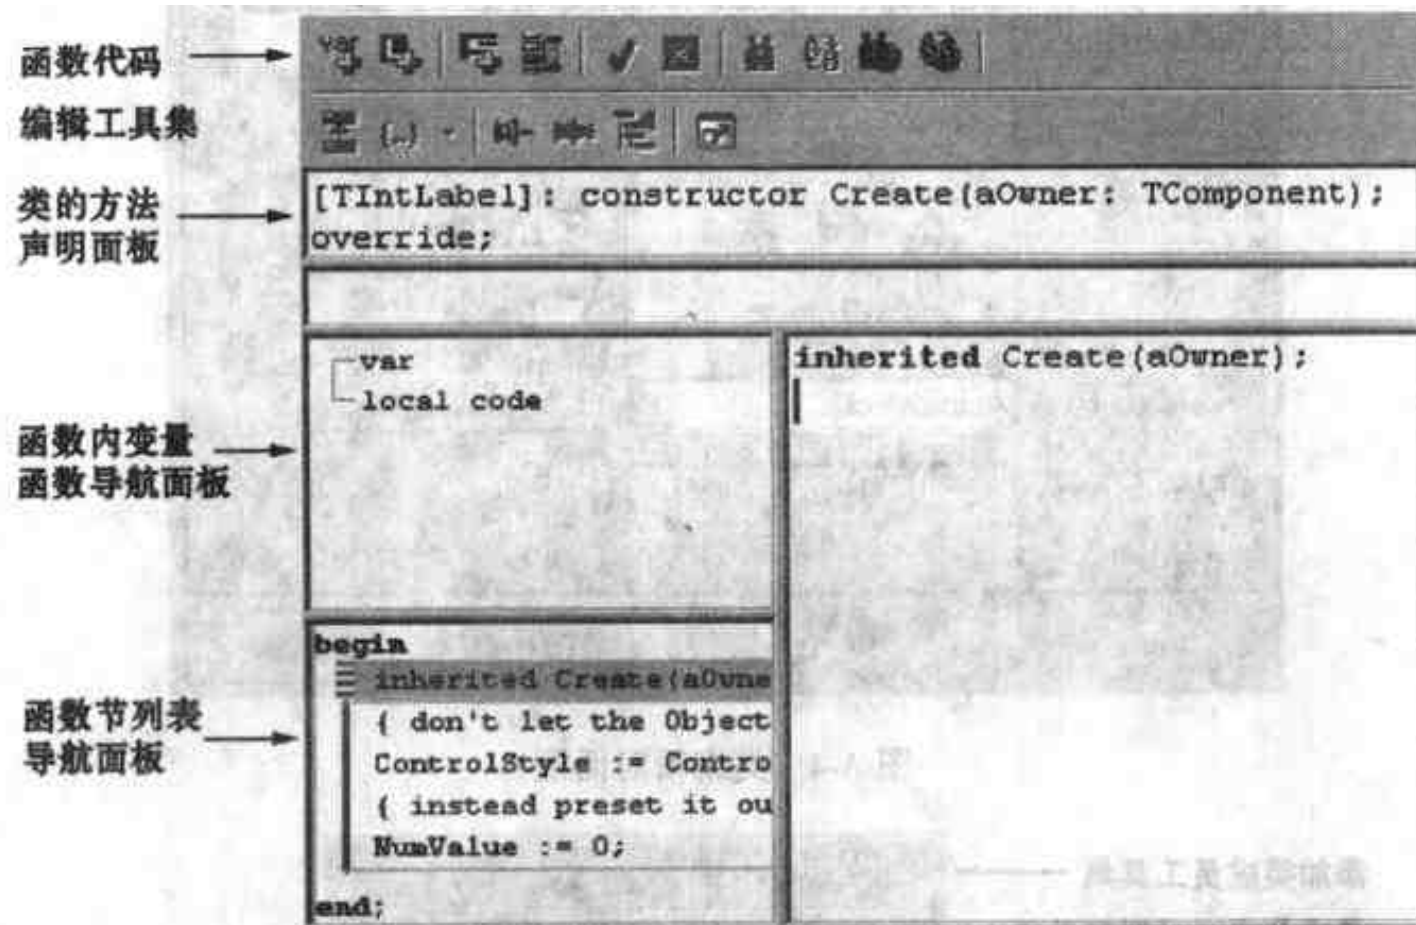 函数代码
编辑工具集
类的方法
声明面板
[TIntLabel]: constructor Create(aOwner: TComponent);
override;
var
local code
inherited Create(aOwner);
函数内变量
函数导航面板
begin
inherited Create(aOwne
{ don't let the Object
ControlStyle := Contro
{ instead preset it ou
NumValue := 0;
end;
函数节列表
导航面板